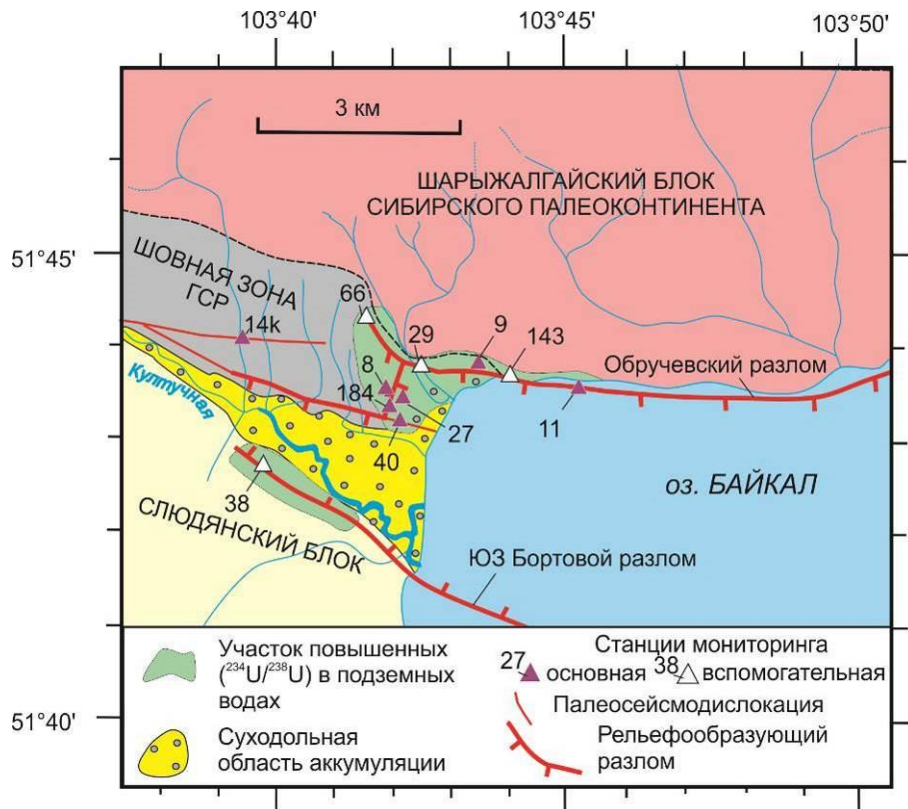 103°40' 103°45' 103°50'
3 км
ШАРЫЖАЛГАЙСКИЙ БЛОК
СИБИРСКОГО ПАЛЕОКОНТИНЕНТА
51°45'
ШОВНАЯ ЗОНА
ГСР
66
14k
29
9
143
8
Обручевский разлом
184
Култучная
27
11
40
38
оз. БАЙКАЛ
СЛЮДЯНСКИЙ БЛОК
ЮЗ Бортовой разлом
51°40'
Участок повышенных
(²³⁴U/²³⁸U) в подземных
водах
Суходольная
область аккумуляции
Станции мониторинга
27 основная 38 вспомогательная
Палеосейсмодислокация
Рельефообразующий
разлом